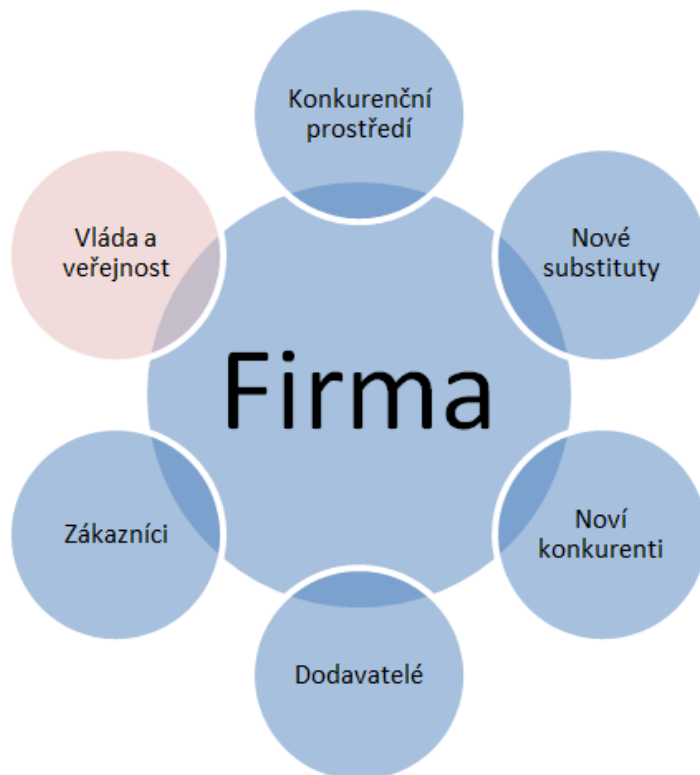 Konkurenční
prostředí
Nové
substituty
Noví
konkurenti
Dodavatelé
Zákazníci
Vláda a
veřejnost
Firma